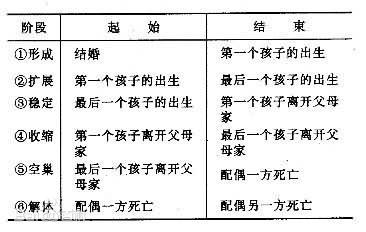 阶段 起始 结束
①形成 结婚 第一个孩子的出生
②扩展 第一个孩子的出生 最后一个孩子的出生
③稳定 最后一个孩子的出生 第一个孩子离开父母家
④收缩 第一个孩子离开父母家 最后一个孩子离开父母家
⑤空巢 最后一个孩子离开父母家 配偶一方死亡
⑥解体 配偶一方死亡 配偶另一方死亡